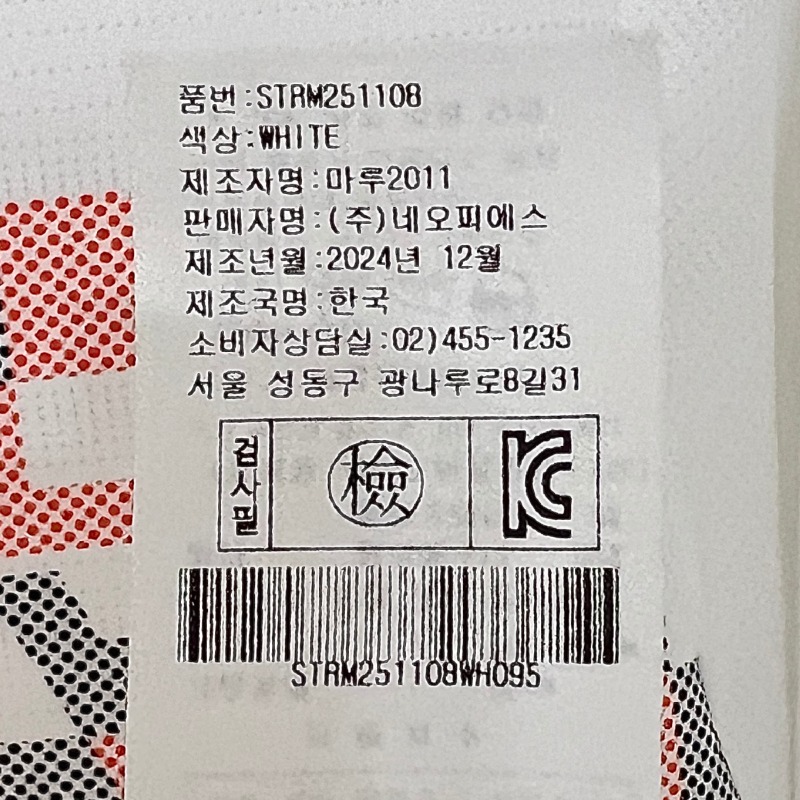 품번:STRM251108
색상:WHITE
제조자명:마루2011
판매자명:(주)네오피에스
제조년월:2024년 12월
제조국명:한국
소비자상담실:02)455-1235
서울 성동구 광나루로8길31
검사필
檢
KC
STRM251108WH095